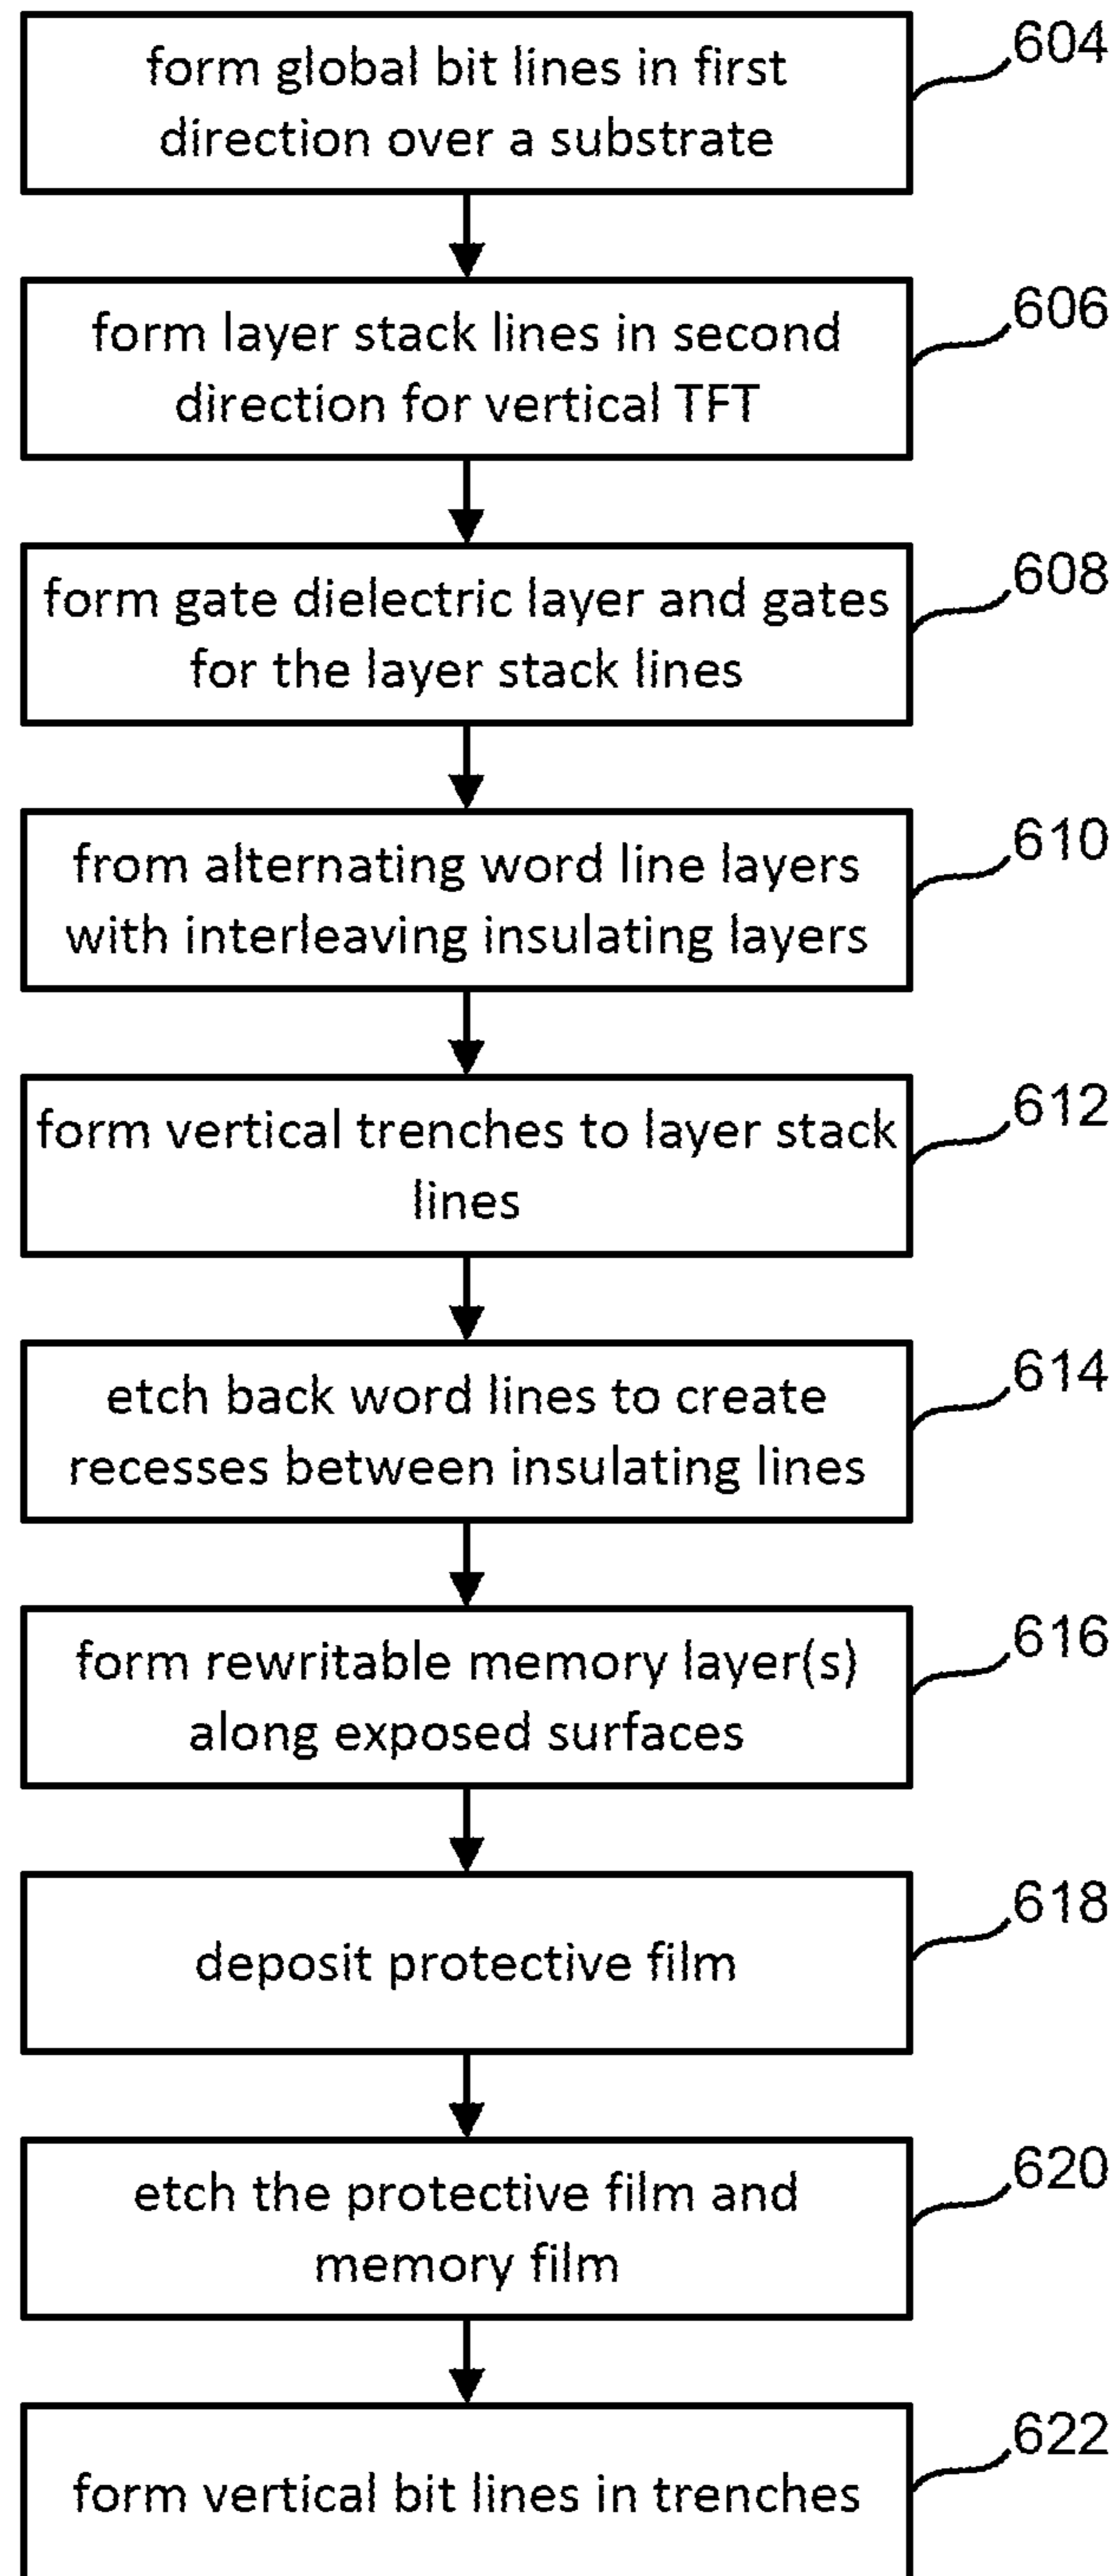 form global bit lines in first
direction over a substrate
604
form layer stack lines in second
direction for vertical TFT
606
form gate dielectric layer and gates
for the layer stack lines
608
from alternating word line layers
with interleaving insulating layers
610
form vertical trenches to layer stack
lines
612
etch back word lines to create
recesses between insulating lines
614
form rewritable memory layer(s)
along exposed surfaces
616
deposit protective film
618
etch the protective film and
memory film
620
form vertical bit lines in trenches
622